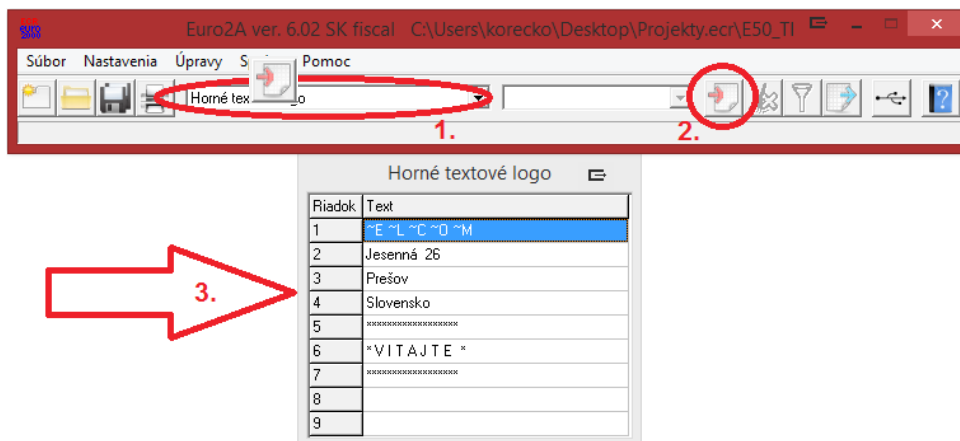 Euro2A ver. 6.02 SK fiscal C:\Users\korecko\Desktop\Projekty.ecr\E50_TI
Súbor Nastavenia Úpravy Pomoc
Horné
1. 2.
Horné textové logo
Riadok Text
1 ~E ~L ~C ~O ~M
2 Jesenná 26
3 Prešov
4 Slovensko
5 ******************
6 * V I T A J T E *
7 ******************
8
9
3.